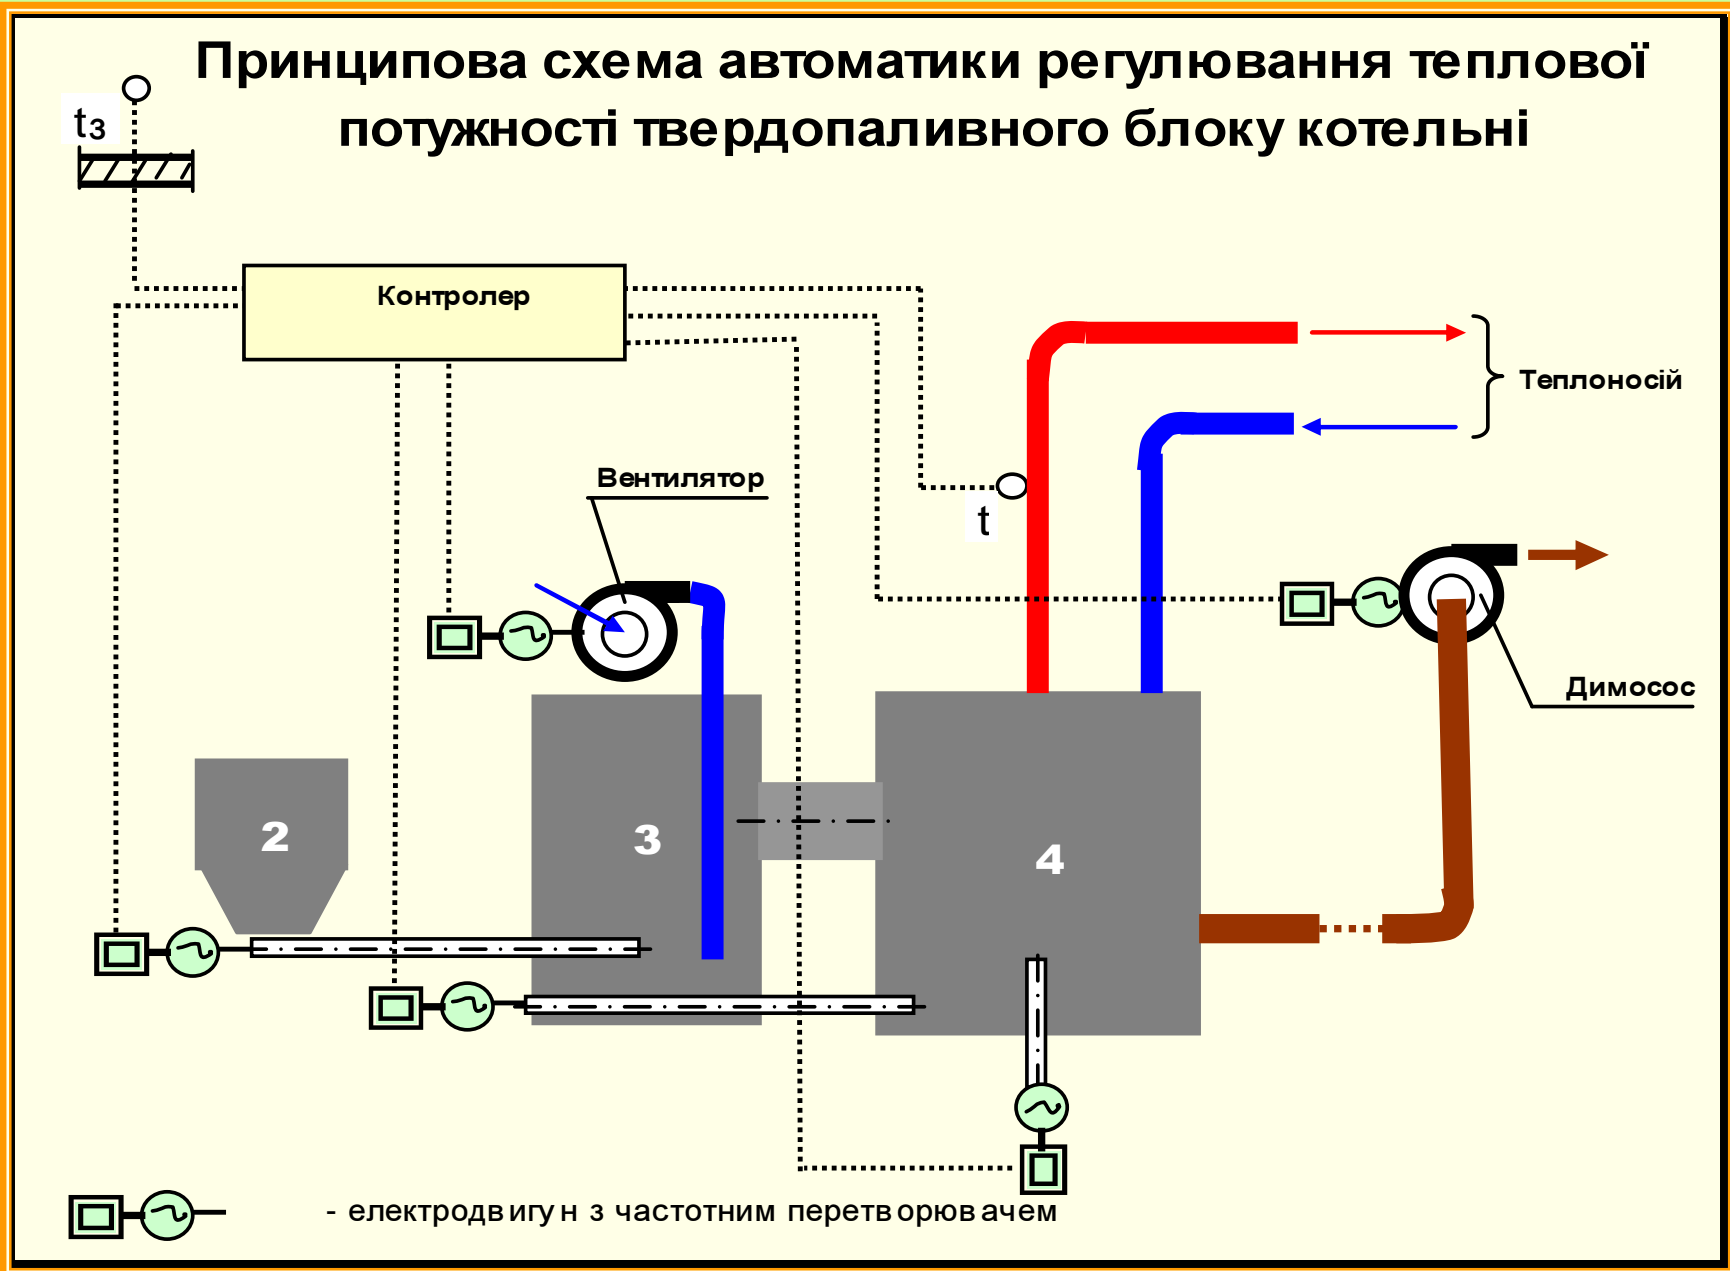 Принципова схема автоматики регулювання теплової
потужності твердопаливного блоку котельні
tз
Контролер
Теплоносій
Вентилятор
t
Димосос
2
3
4
- електродвигун з частотним перетворювачем